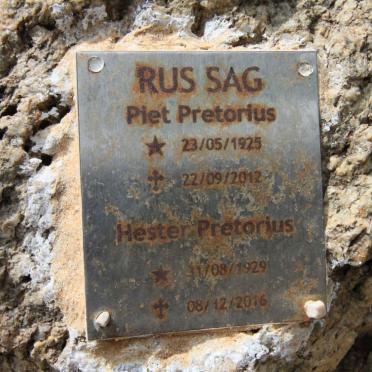 RUS SAG
Piet Pretorius
★ 23/05/1925
✝ 22/09/2012
Hester Pretorius
★ 11/08/1929
✝ 08/12/2016